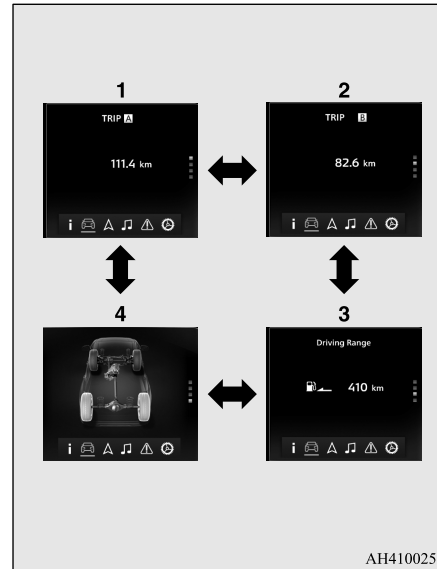 1
TRIP A
111.4 km
2
TRIP B
82.6 km
4
3
Driving Range
410 km
AH410025